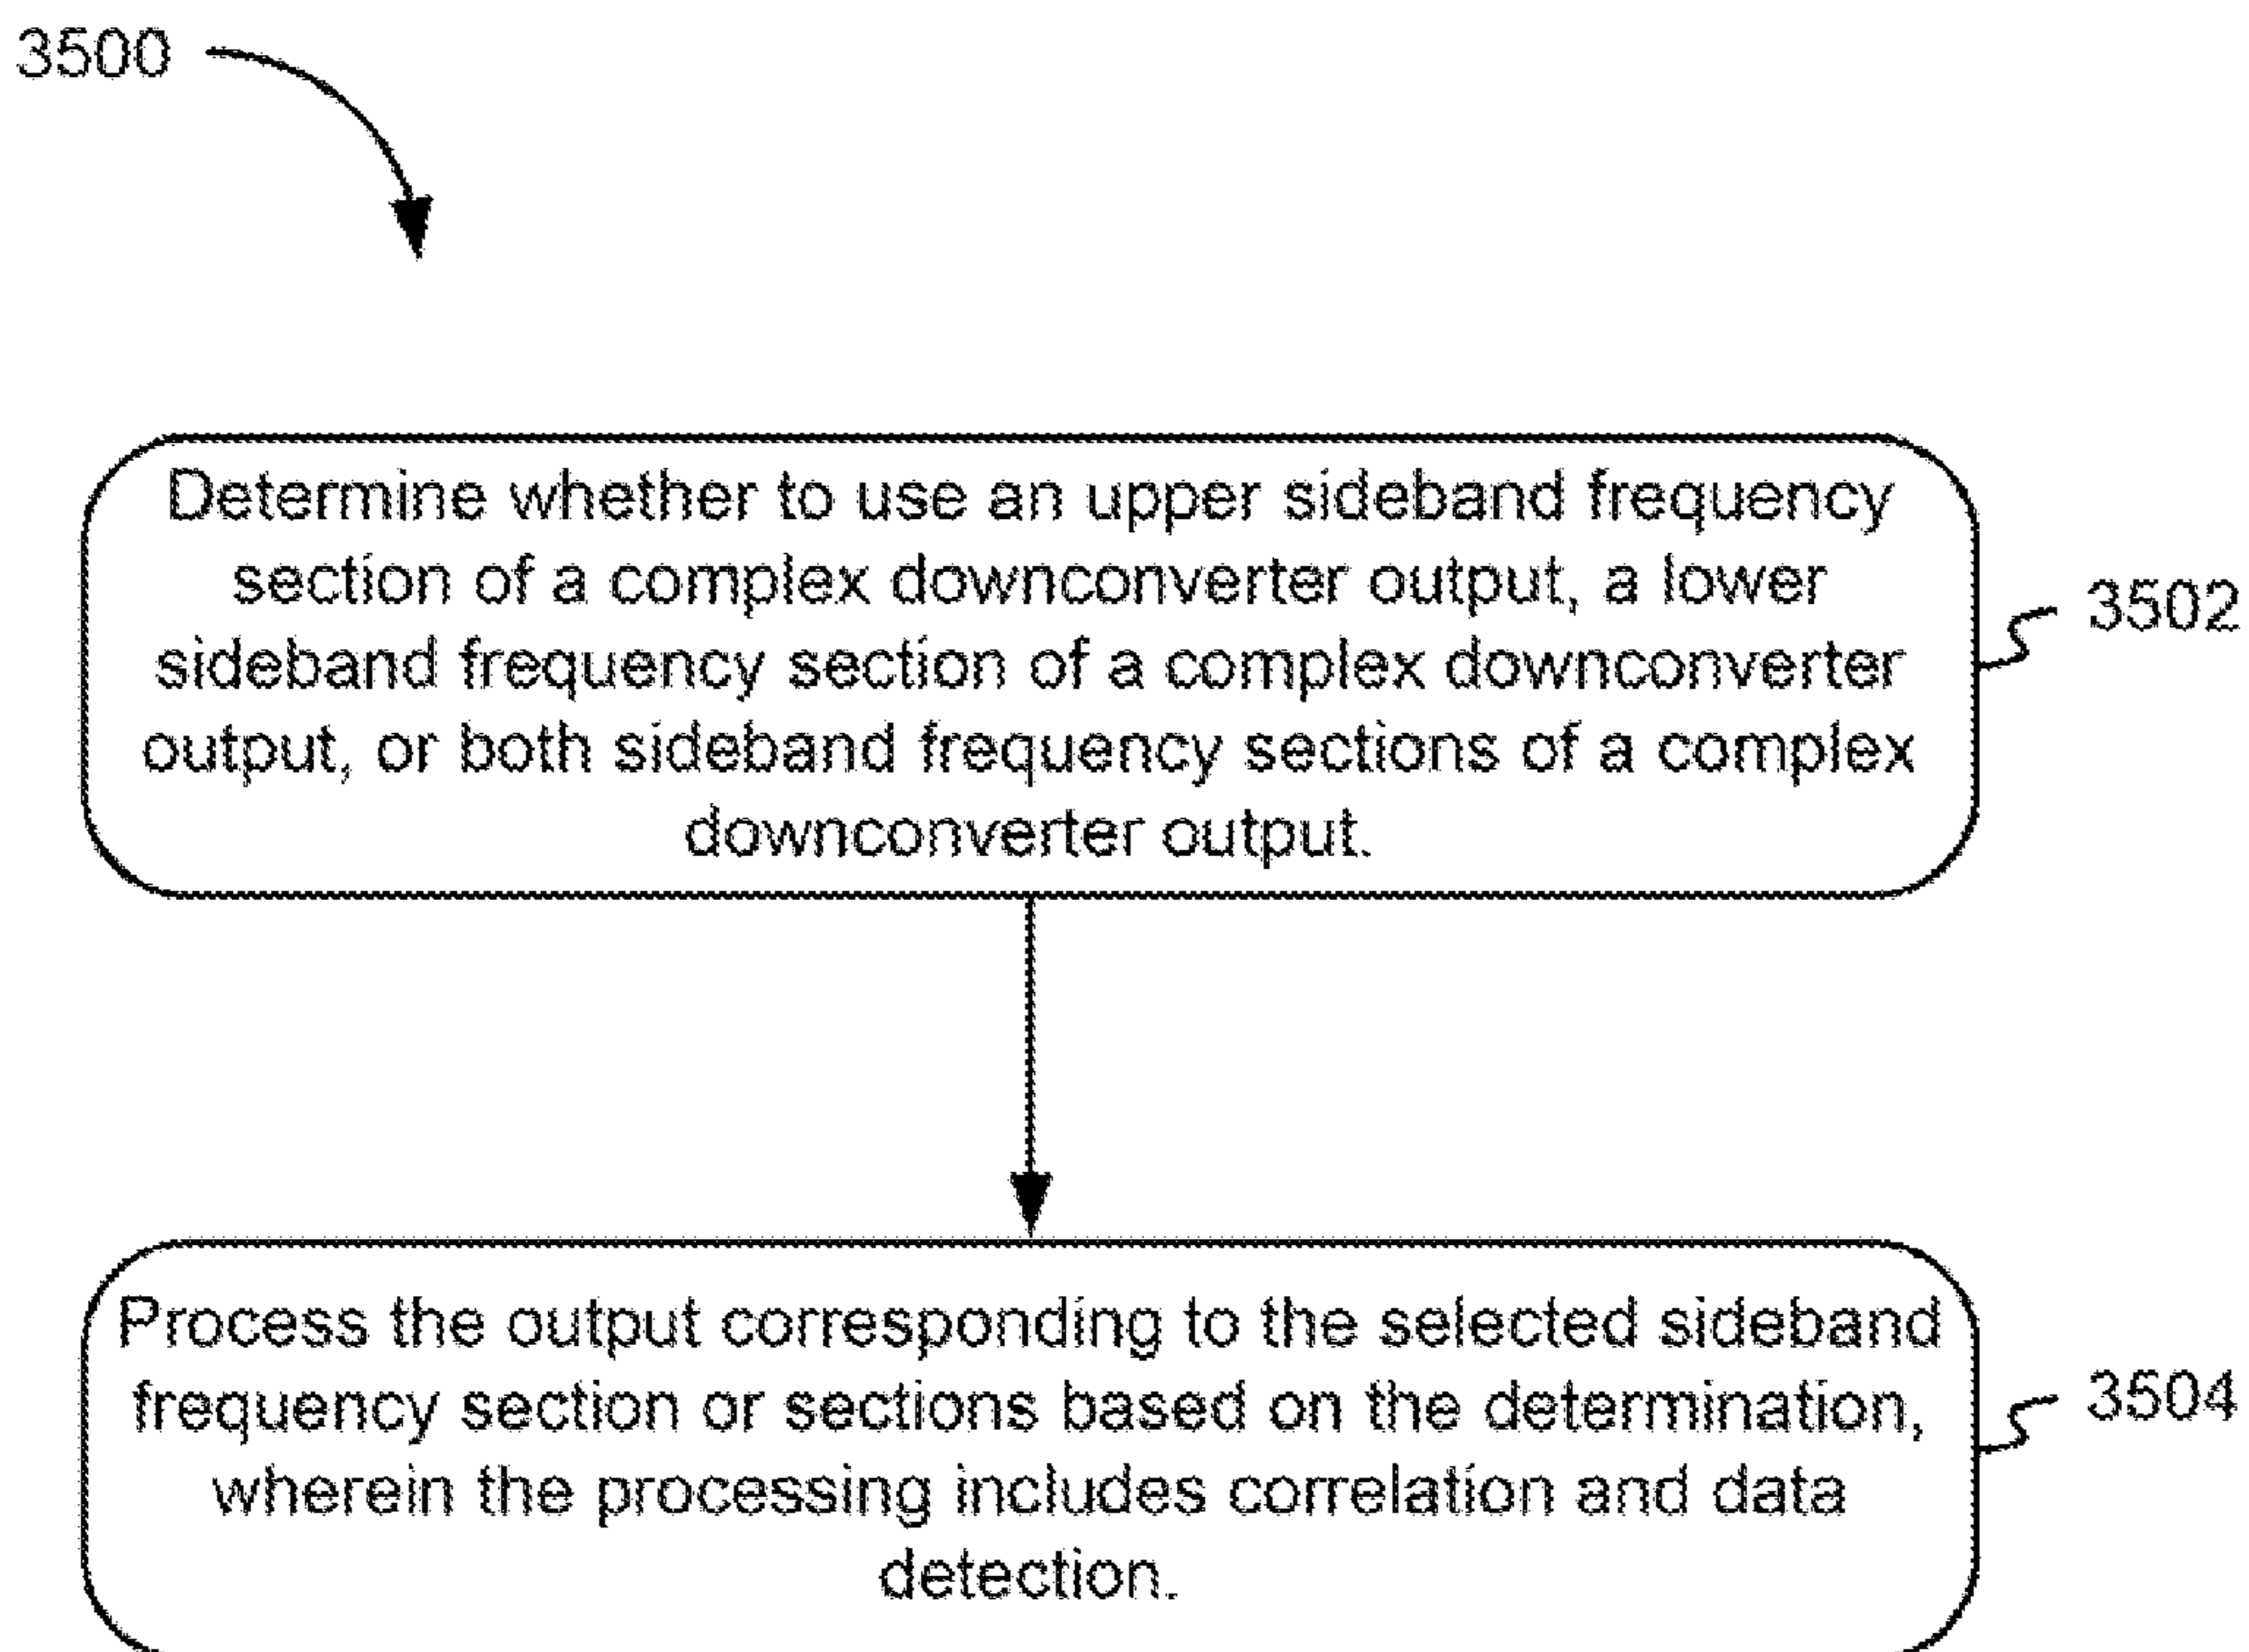 3500
Determine whether to use an upper sideband frequency
section of a complex downconverter output, a lower
sideband frequency section of a complex downconverter
output, or both sideband frequency sections of a complex
downconverter output.
3502
Process the output corresponding to the selected sideband
frequency section or sections based on the determination,
wherein the processing includes correlation and data
detection.
3504